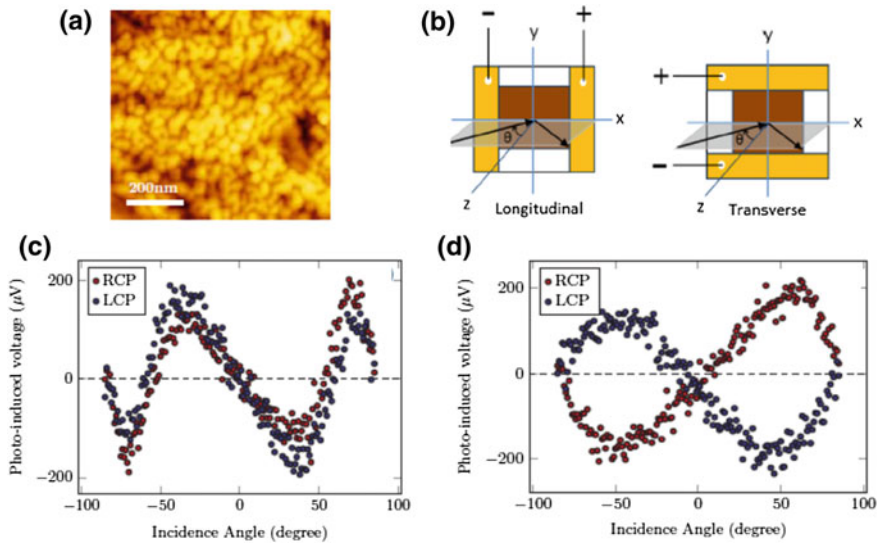 (a)
200nm
(b)
− +
y
x
θ
z
Longitudinal
y
+
x
θ
−
z
Transverse
(c)
RCP
LCP
200
0
−200
−100 −50 0 50 100
Photo-induced voltage (μV)
Incidence Angle (degree)
(d)
RCP
LCP
200
0
−200
−100 −50 0 50 100
Photo-induced voltage (μV)
Incidence Angle (degree)